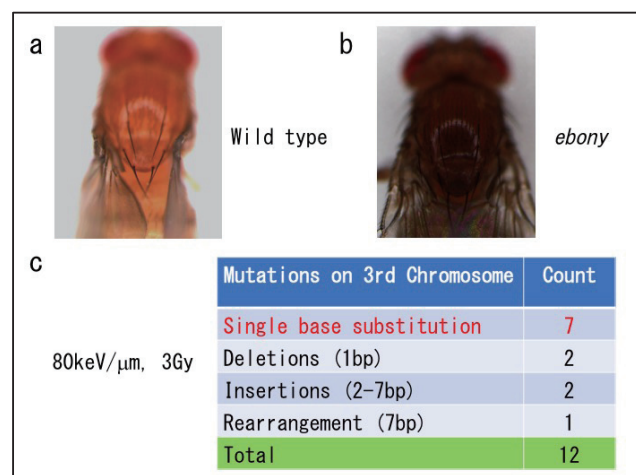 a
b
Wild type
ebony
c
80keV/μm, 3Gy
Mutations on 3rd Chromosome Count
Single base substitution 7
Deletions (1bp) 2
Insertions (2-7bp) 2
Rearrangement (7bp) 1
Total 12